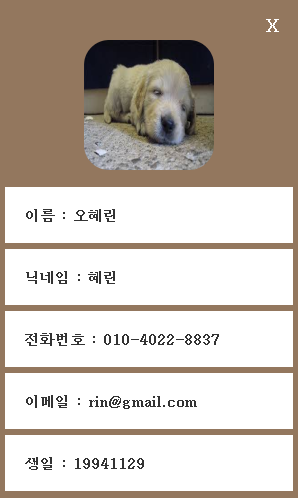 X
이름 : 오혜린
닉네임 : 혜린
전화번호 : 010-4022-8837
이메일 : rin@gmail.com
생일 : 19941129